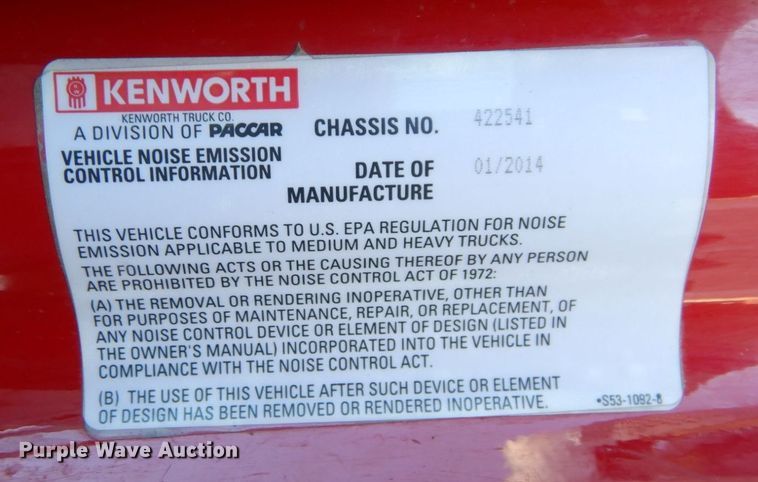 KENWORTH
KENWORTH TRUCK CO.
A DIVISION OF PACCAR
CHASSIS NO. 422541
VEHICLE NOISE EMISSION
CONTROL INFORMATION
DATE OF
MANUFACTURE
01/2014
THIS VEHICLE CONFORMS TO U.S. EPA REGULATION FOR NOISE
EMISSION APPLICABLE TO MEDIUM AND HEAVY TRUCKS.
THE FOLLOWING ACTS OR THE CAUSING THEREOF BY ANY PERSON
ARE PROHIBITED BY THE NOISE CONTROL ACT OF 1972:
(A) THE REMOVAL OR RENDERING INOPERATIVE, OTHER THAN
FOR PURPOSES OF MAINTENANCE, REPAIR, OR REPLACEMENT, OF
ANY NOISE CONTROL DEVICE OR ELEMENT OF DESIGN (LISTED IN
THE OWNER'S MANUAL) INCORPORATED INTO THE VEHICLE IN
COMPLIANCE WITH THE NOISE CONTROL ACT.
(B) THE USE OF THIS VEHICLE AFTER SUCH DEVICE OR ELEMENT
OF DESIGN HAS BEEN REMOVED OR RENDERED INOPERATIVE.
•S53-1092-8
Purple Wave Auction